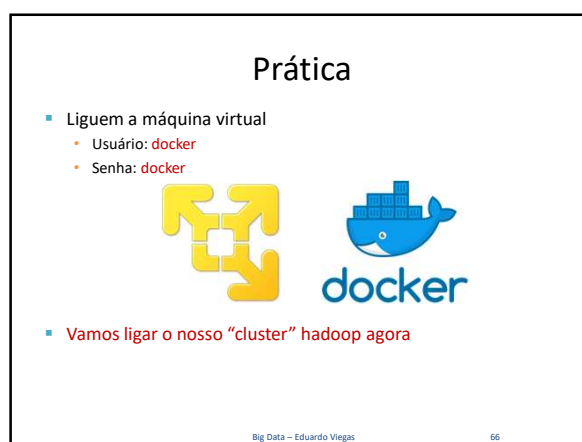 Prática
Liguem a máquina virtual
Usuário: docker
Senha: docker
docker
Vamos ligar o nosso “cluster” hadoop agora
Big Data – Eduardo Viegas 66